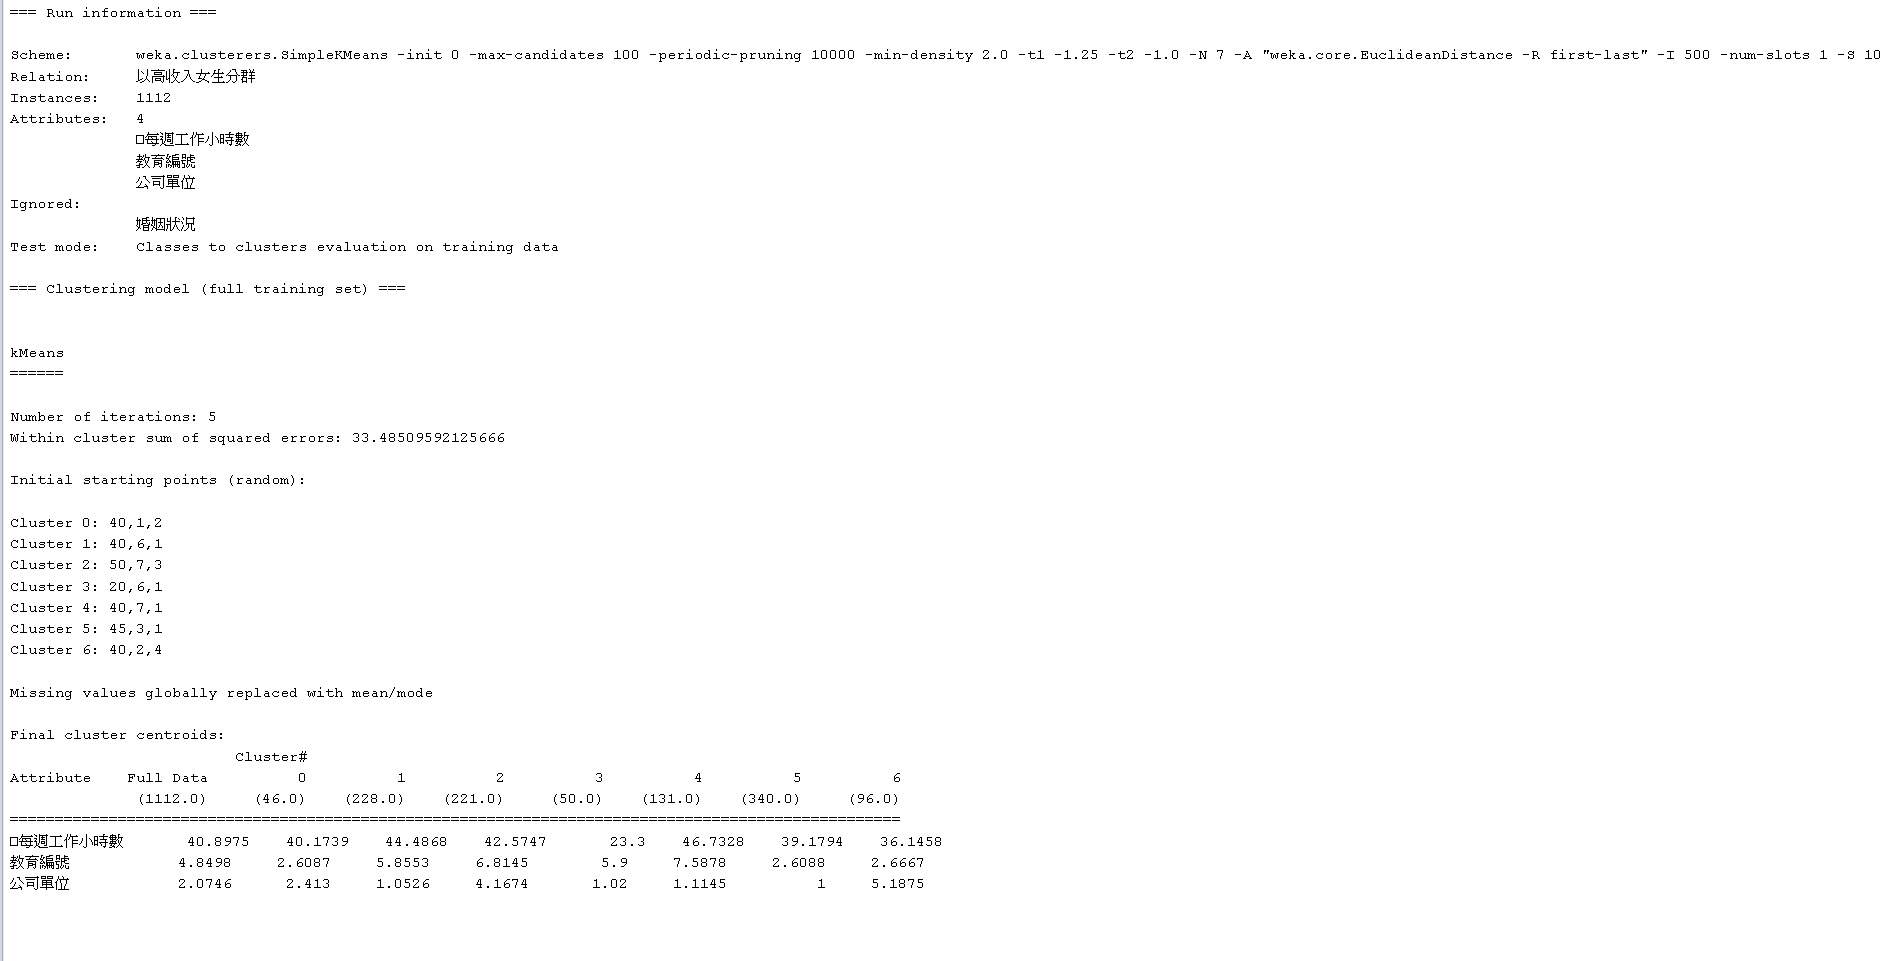 === Run information ===
Scheme: weka.clusterers.SimpleKMeans -init 0 -max-candidates 100 -periodic-pruning 10000 -min-density 2.0 -t1 -1.25 -t2 -1.0 -N 7 -A "weka.core.EuclideanDistance -R first-last" -I 500 -num-slots 1 -S 10
Relation: 以高收入女生分群
Instances: 1112
Attributes: 4
□每週工作小時數
教育編號
公司單位
Ignored:
婚姻狀況
Test mode: Classes to clusters evaluation on training data
=== Clustering model (full training set) ===
kMeans
======
Number of iterations: 5
Within cluster sum of squared errors: 33.48509592125666
Initial starting points (random):
Cluster 0: 40,1,2
Cluster 1: 40,6,1
Cluster 2: 50,7,3
Cluster 3: 20,6,1
Cluster 4: 40,7,1
Cluster 5: 45,3,1
Cluster 6: 40,2,4
Missing values globally replaced with mean/mode
Final cluster centroids:
Cluster#
Attribute Full Data 0 1 2 3 4 5 6
(1112.0) (46.0) (228.0) (221.0) (50.0) (131.0) (340.0) (96.0)
===================================================================================================
□每週工作小時數 40.8975 40.1739 44.4868 42.5747 23.3 46.7328 39.1794 36.1458
教育編號 4.8498 2.6087 5.8553 6.8145 5.9 7.5878 2.6088 2.6667
公司單位 2.0746 2.413 1.0526 4.1674 1.02 1.1145 1 5.1875